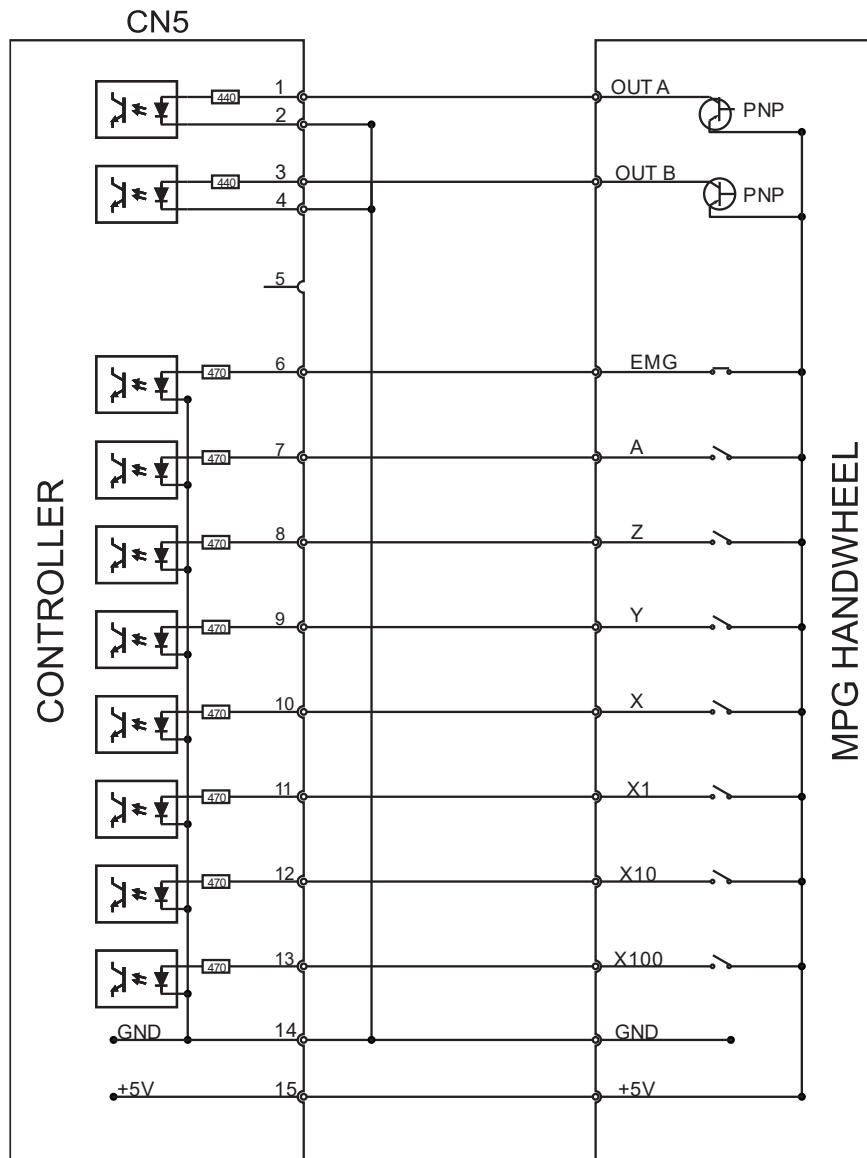 CN5
CONTROLLER
MPG HANDWHEEL
440 1 OUT A PNP
2
440 3 OUT B PNP
4
5
470 6 EMG
470 7 A
470 8 Z
470 9 Y
470 10 X
470 11 X1
470 12 X10
470 13 X100
GND 14 GND
+5V 15 +5V